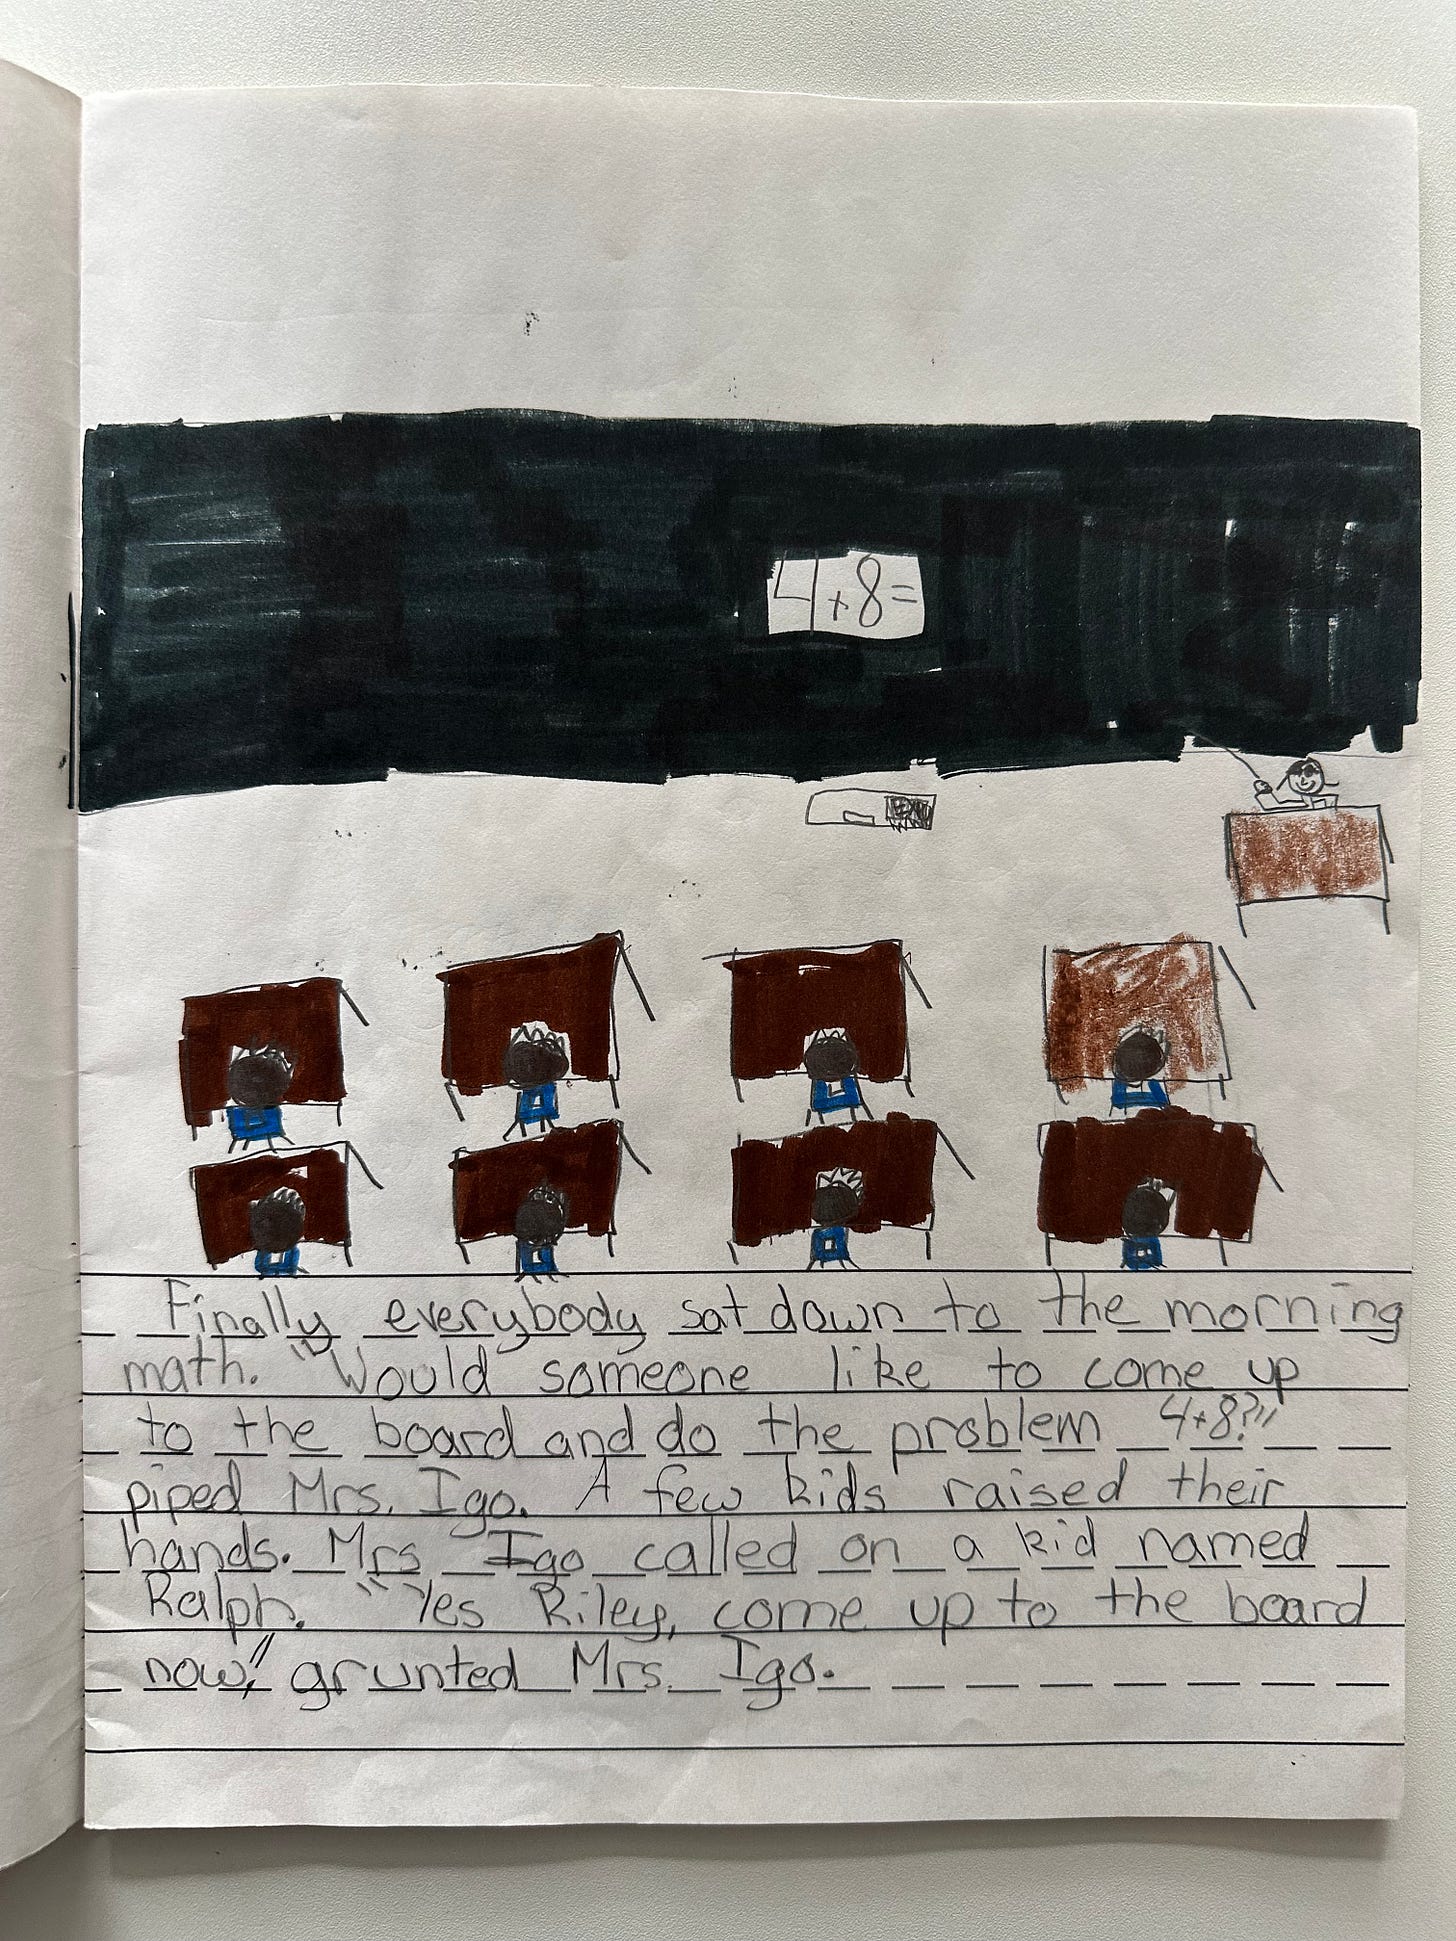 4+8=
Finally everybody sat down to the morning
math. "Would someone like to come up
to the board and do the problem 4+8?"
piped Mrs. Igo. A few kids raised their
hands. Mrs Igo called on a kid named
Ralph. "Yes Riley, come up to the board
now," grunted Mrs. Igo.